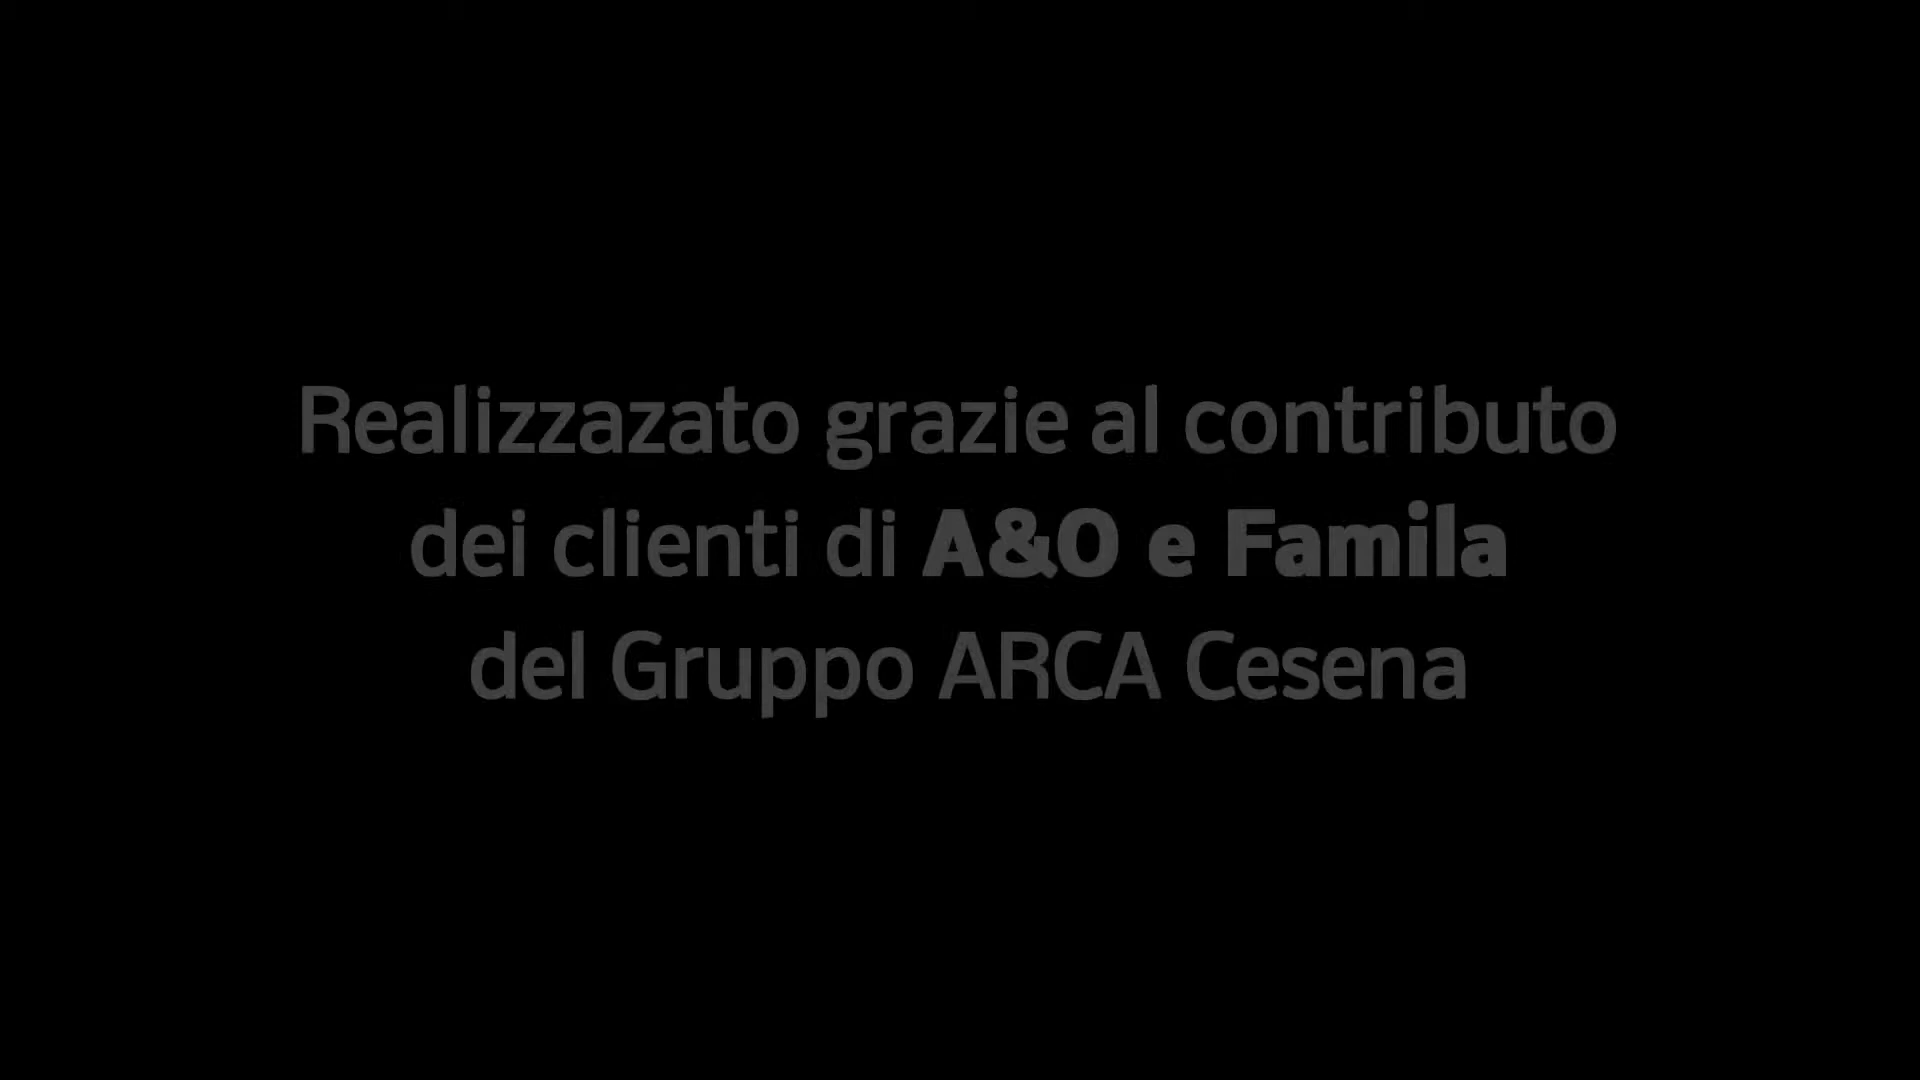 Realizzazato grazie al contributo
dei clienti di A&O e Famila
del Gruppo ARCA Cesena